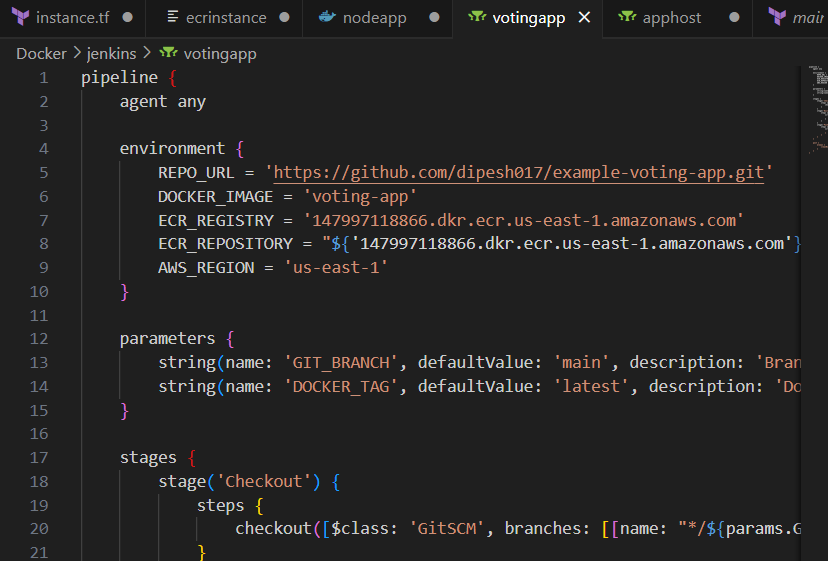 instance.tf ecrinstance nodeapp votingapp apphost main
Docker > jenkins > votingapp
1 pipeline {
2 agent any
3
4 environment {
5 REPO_URL = 'https://github.com/dipesh017/example-voting-app.git'
6 DOCKER_IMAGE = 'voting-app'
7 ECR_REGISTRY = '147997118866.dkr.ecr.us-east-1.amazonaws.com'
8 ECR_REPOSITORY = "${'147997118866.dkr.ecr.us-east-1.amazonaws.com'}
9 AWS_REGION = 'us-east-1'
10 }
11
12 parameters {
13 string(name: 'GIT_BRANCH', defaultValue: 'main', description: 'Bran
14 string(name: 'DOCKER_TAG', defaultValue: 'latest', description: 'Do
15 }
16
17 stages {
18 stage('Checkout') {
19 steps {
20 checkout([$class: 'GitSCM', branches: [[name: "*/${params.G
21 }